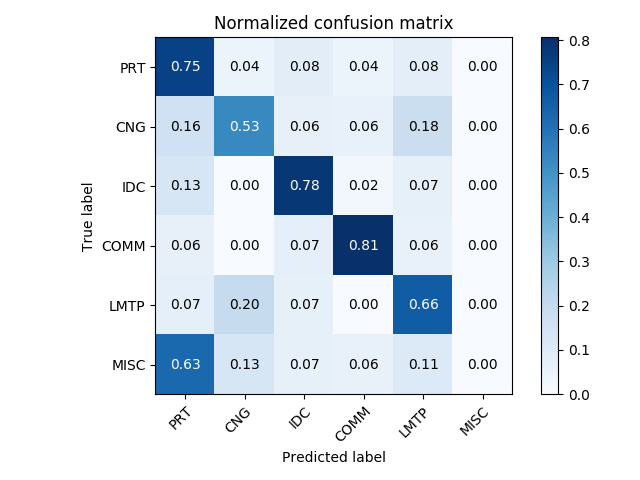 Normalized confusion matrix
PRT 0.75 0.04 0.08 0.04 0.08 0.00
CNG 0.16 0.53 0.06 0.06 0.18 0.00
IDC 0.13 0.00 0.78 0.02 0.07 0.00
COMM 0.06 0.00 0.07 0.81 0.06 0.00
LMTP 0.07 0.20 0.07 0.00 0.66 0.00
MISC 0.63 0.13 0.07 0.06 0.11 0.00
PRT CNG IDC COMM LMTP MISC
True label
Predicted label
0.8
0.7
0.6
0.5
0.4
0.3
0.2
0.1
0.0